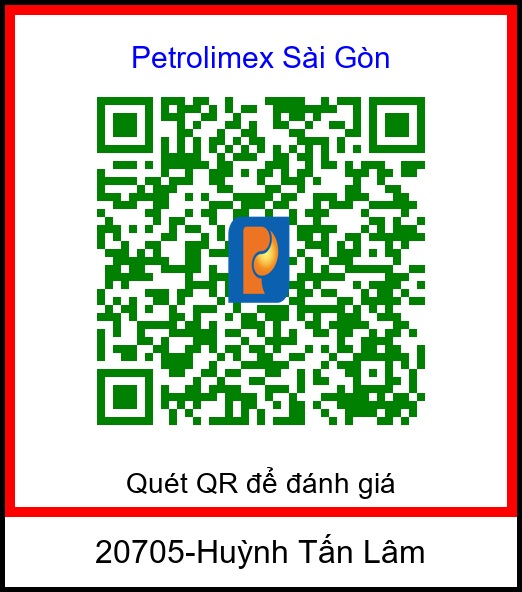 Petrolimex Sài Gòn
Quét QR để đánh giá
20705-Huỳnh Tấn Lâm